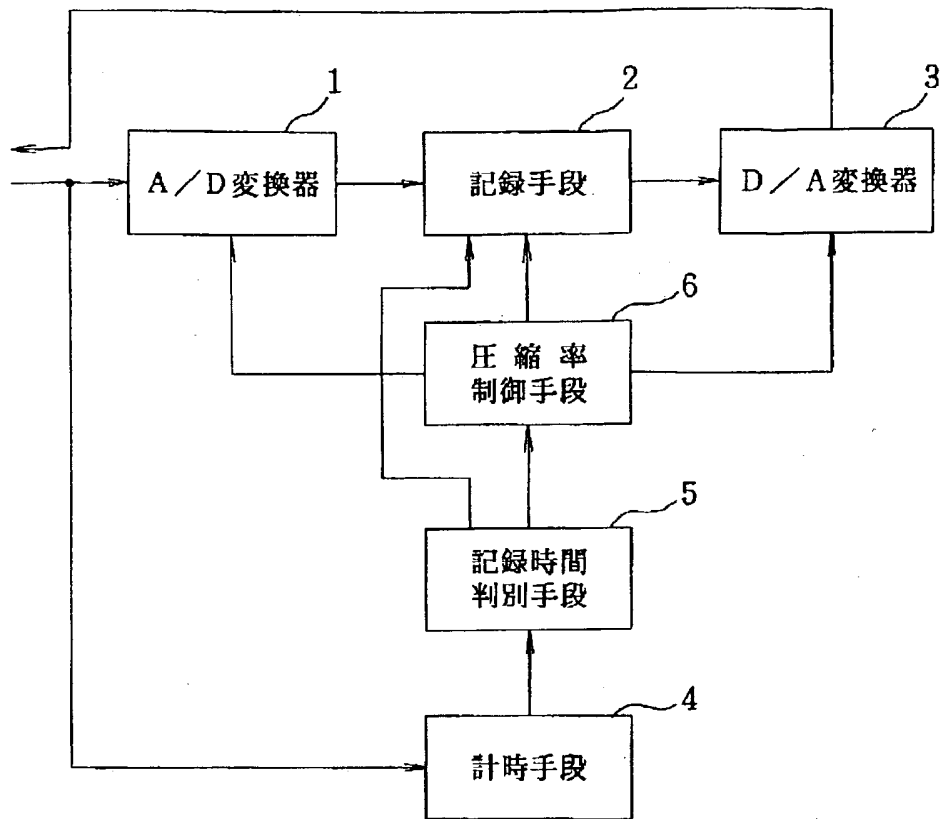 1
2
3
A／D変換器
記録手段
D／A変換器
6
圧縮率
制御手段
5
記録時間
判別手段
4
計時手段